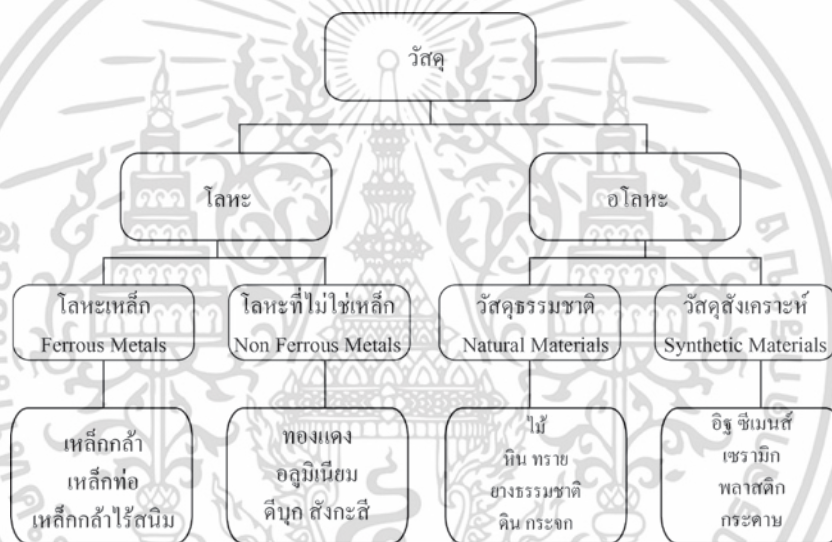 วัสดุ
โลหะ
อโลหะ
โลหะเหล็ก
Ferrous Metals
โลหะที่ไม่ใช่เหล็ก
Non Ferrous Metals
วัสดุธรรมชาติ
Natural Materials
วัสดุสังเคราะห์
Synthetic Materials
เหล็กกล้า
เหล็กท่อ
เหล็กกล้าไร้สนิม
ทองแดง
อลูมิเนียม
ดีบุก สังกะสี
ไม้
หิน ทราย
ยางธรรมชาติ
ดิน กระจก
อิฐ ซีเมนส์
เซรามิก
พลาสติก
กระดาษ